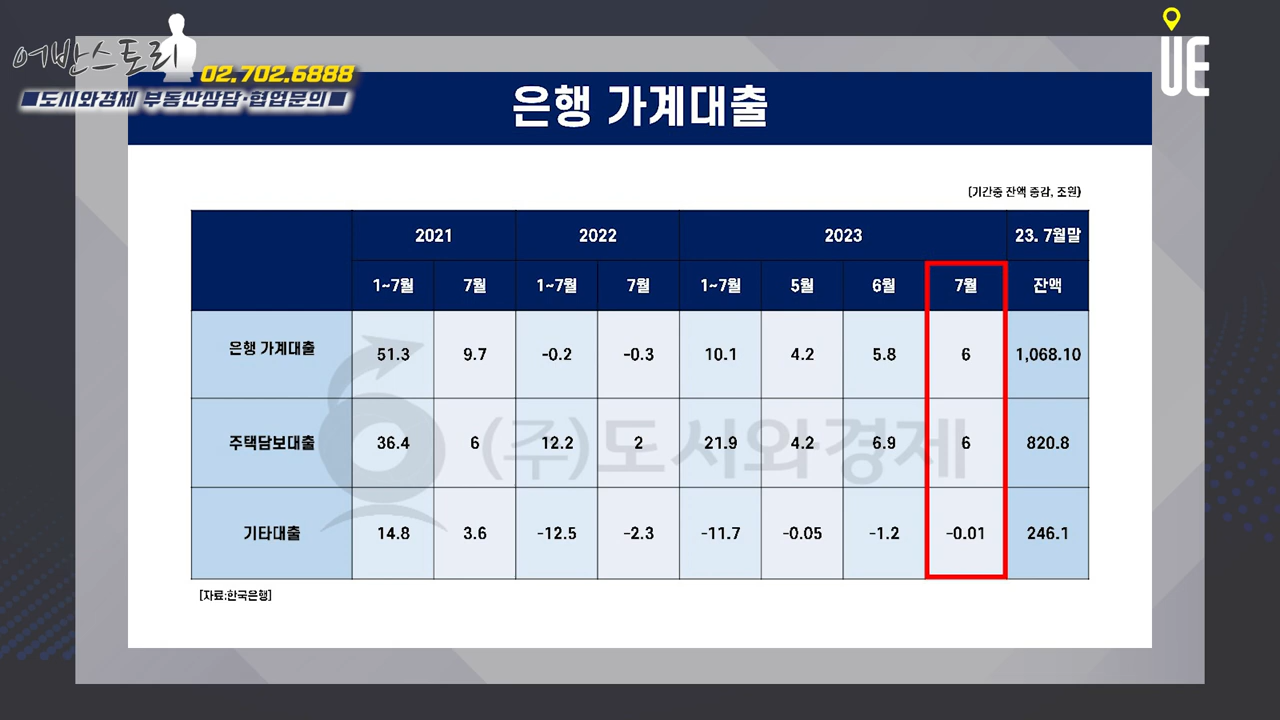 어반스토리
02.702.6888
■도시와경제 부동산상담·협업문의■
UE
은행 가계대출
(기간중 잔액 증감, 조원)
2021 2022 2023 23. 7월말
1~7월 7월 1~7월 7월 1~7월 5월 6월 7월 잔액
은행 가계대출 51.3 9.7 -0.2 -0.3 10.1 4.2 5.8 6 1,068.10
주택담보대출 36.4 6 12.2 2 21.9 4.2 6.9 6 820.8
기타대출 14.8 3.6 -12.5 -2.3 -11.7 -0.05 -1.2 -0.01 246.1
(주)도시와경제
[자료:한국은행]